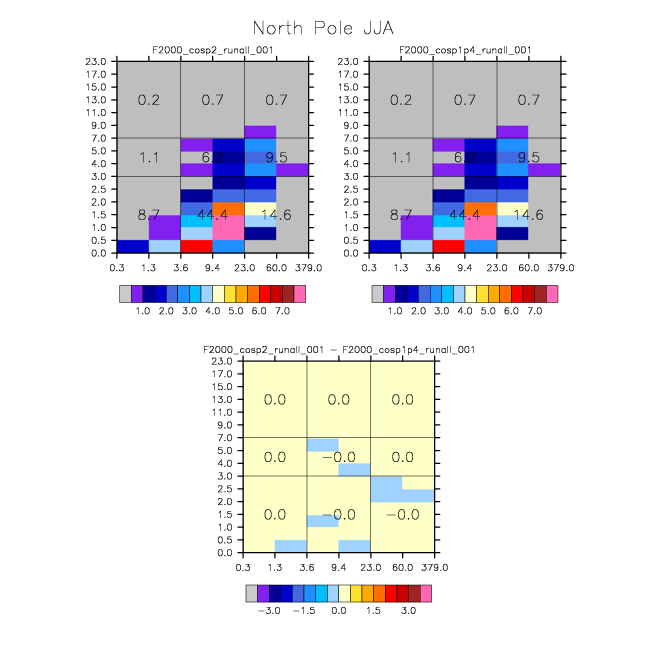 North Pole JJA
F2000_cosp2_runall_001
F2000_cosp1p4_runall_001
23.0
17.0
15.0
13.0
11.0
9.0
7.0
5.0
4.0
3.0
2.5
2.0
1.5
1.0
0.5
0.0
0.2 0.7 0.7
1.1 6.2 9.5
8.7 44.4 14.6
0.3 1.3 3.6 9.4 23.0 60.0 379.0
1.0 2.0 3.0 4.0 5.0 6.0 7.0
23.0
17.0
15.0
13.0
11.0
9.0
7.0
5.0
4.0
3.0
2.5
2.0
1.5
1.0
0.5
0.0
0.2 0.7 0.7
1.1 6.2 9.5
8.7 44.4 14.6
0.3 1.3 3.6 9.4 23.0 60.0 379.0
1.0 2.0 3.0 4.0 5.0 6.0 7.0
F2000_cosp2_runall_001 − F2000_cosp1p4_runall_001
23.0
17.0
15.0
13.0
11.0
9.0
7.0
5.0
4.0
3.0
2.5
2.0
1.5
1.0
0.5
0.0
0.0 0.0 0.0
0.0 −0.0 0.0
0.0 −0.0 −0.0
0.3 1.3 3.6 9.4 23.0 60.0 379.0
−3.0 −1.5 0.0 1.5 3.0